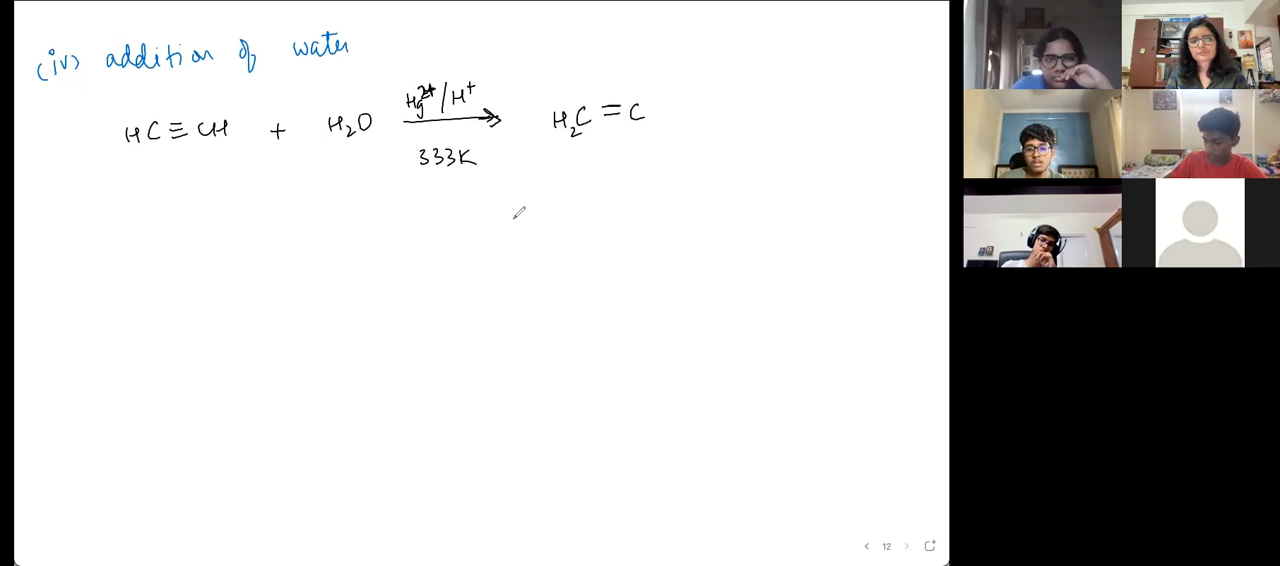 (iv) addition of water
HC≡CH + H₂O Hg²⁺/H⁺ H₂C=C
333K
12